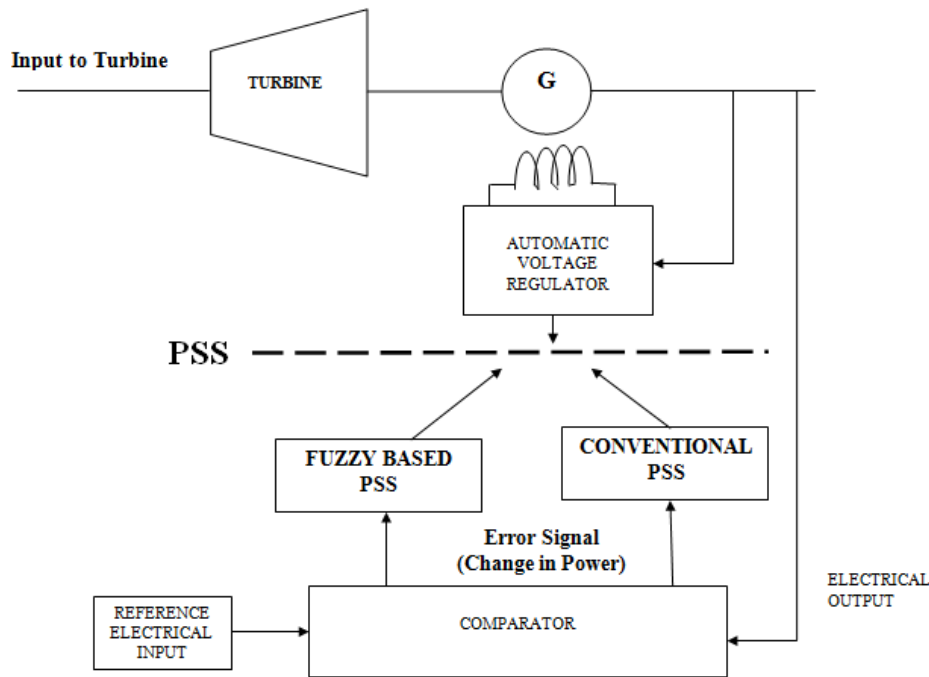 Input to Turbine
TURBINE
G
AUTOMATIC
VOLTAGE
REGULATOR
PSS
FUZZY BASED
PSS
CONVENTIONAL
PSS
Error Signal
(Change in Power)
ELECTRICAL
OUTPUT
REFERENCE
ELECTRICAL
INPUT
COMPARATOR